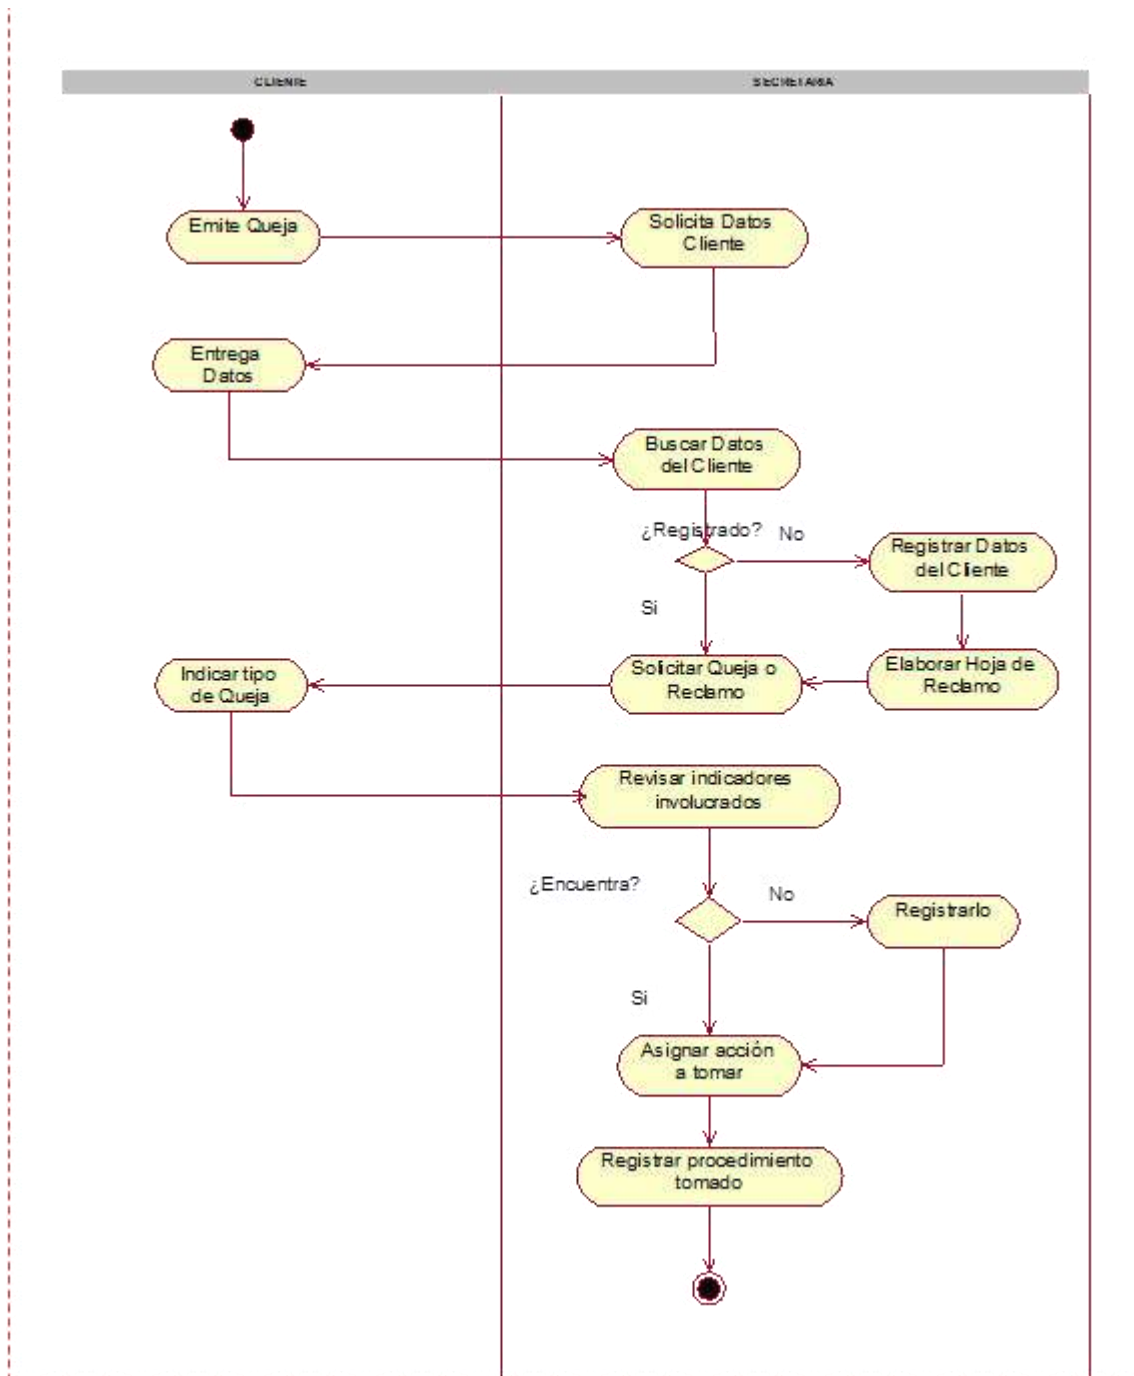 CLIENTE
SECRETARIA
Emite Queja
Solicita Datos
Cliente
Entrega
Datos
Buscar Datos
del Cliente
¿Registrado?
No
Registrar Datos
del Cliente
Si
Indicar tipo
de Queja
Solicitar Queja o
Reclamo
Elaborar Hoja de
Reclamo
Revisar indicadores
involucrados
¿Encuentra?
No
Registrarlo
Si
Asignar acción
a tomar
Registrar procedimiento
tomado